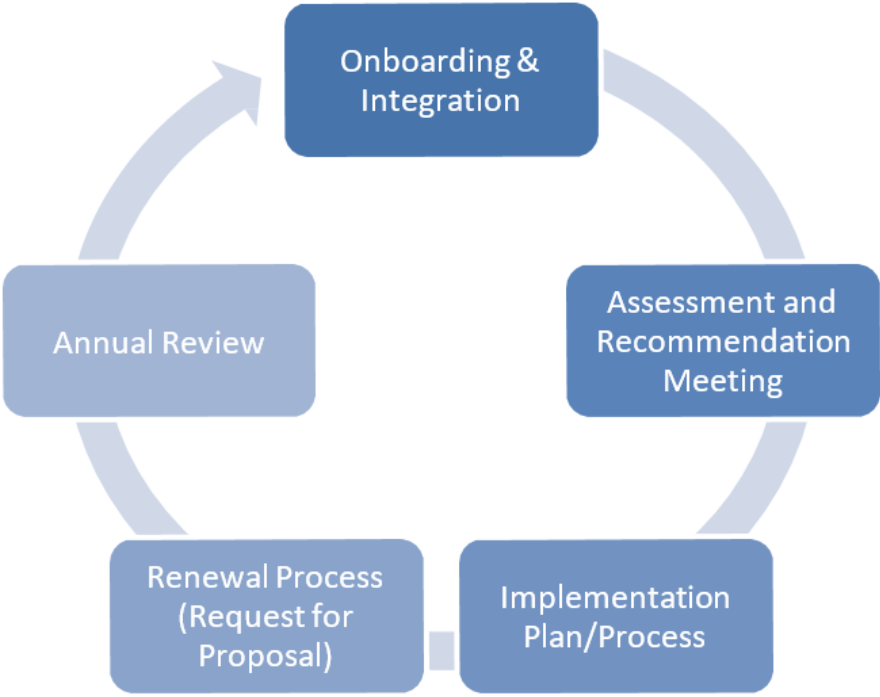 Onboarding &
Integration
Assessment and
Recommendation
Meeting
Implementation
Plan/Process
Renewal Process
(Request for
Proposal)
Annual Review